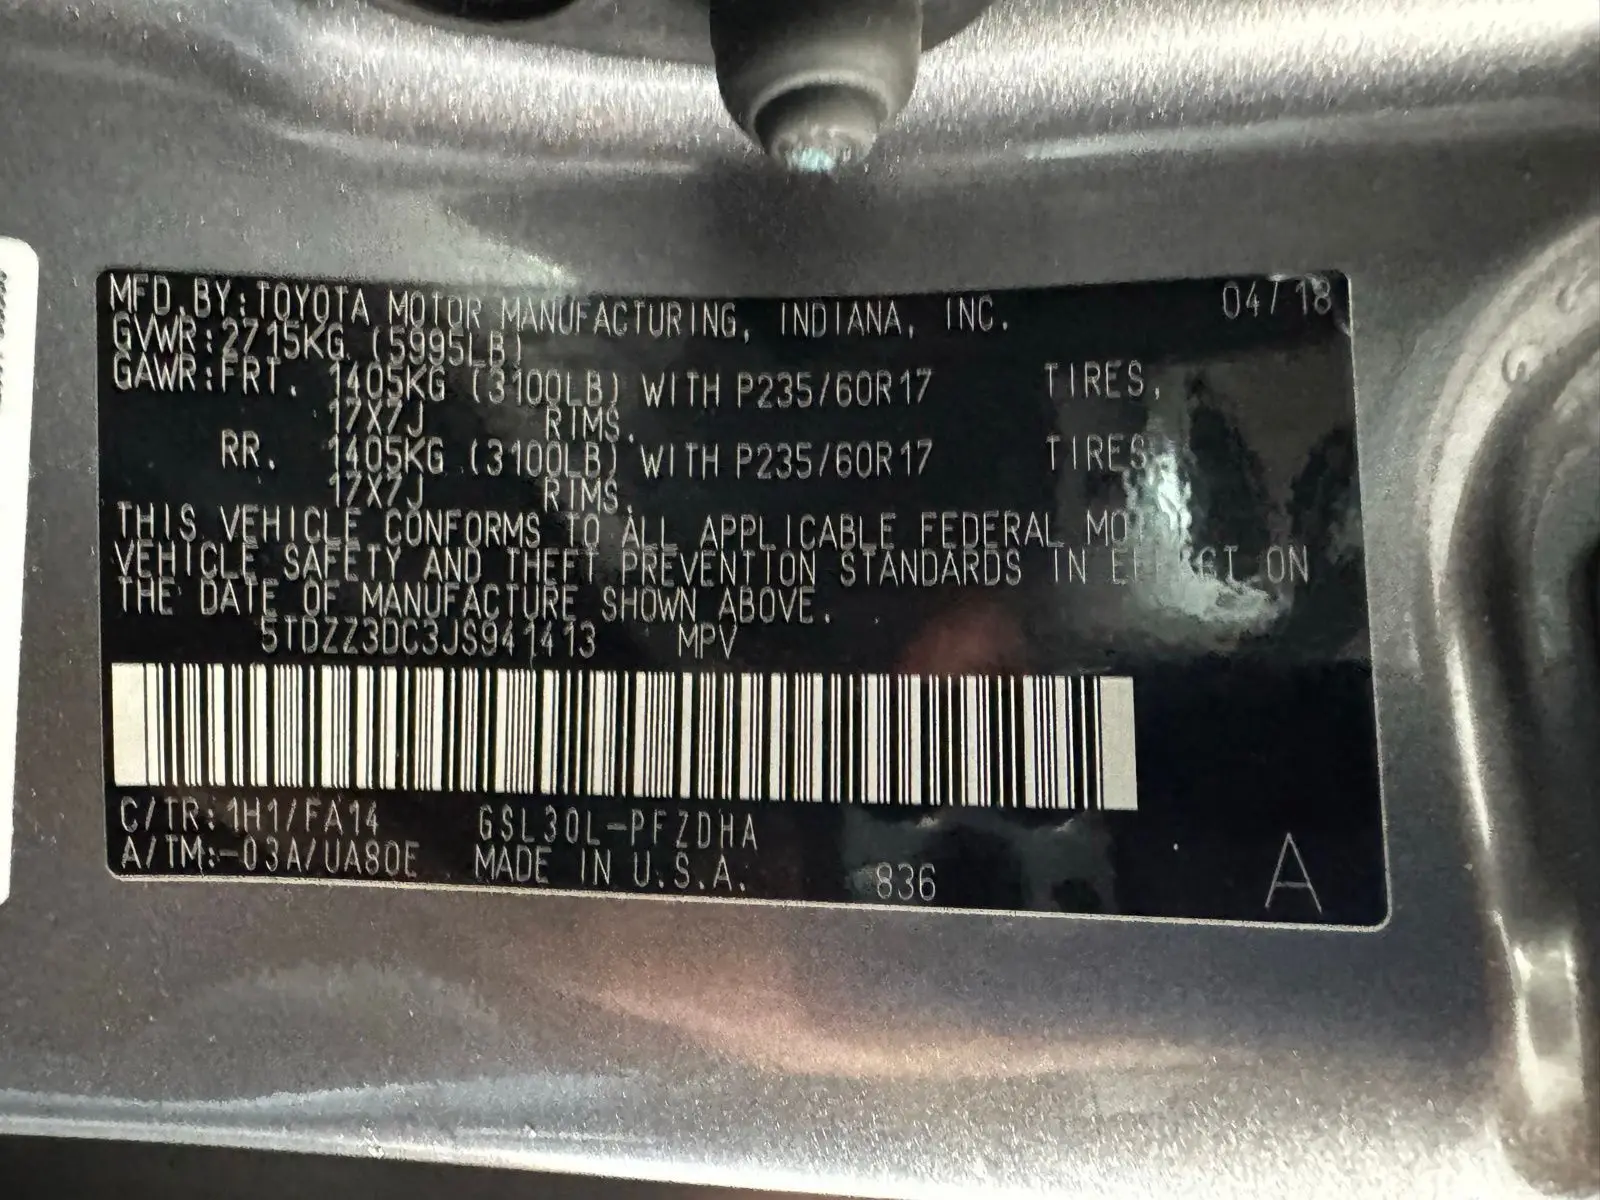 MFD. BY: TOYOTA MOTOR MANUFACTURING, INDIANA, INC. 04/18
GVWR: 2715KG (5995LB)
GAWR: FRT. 1405KG (3100LB) WITH P235/60R17 TIRES,
17X7J RIMS.
RR. 1405KG (3100LB) WITH P235/60R17 TIRES,
17X7J RIMS.
THIS VEHICLE CONFORMS TO ALL APPLICABLE FEDERAL MOTOR
VEHICLE SAFETY AND THEFT PREVENTION STANDARDS IN EFFECT ON
THE DATE OF MANUFACTURE SHOWN ABOVE.
5TDZZ3DC3JS941413 MPV
C/TR: 1H1/FA14 GSL30L-PFZDHA
A/TM: -03A/UA80E MADE IN U.S.A. 836 A